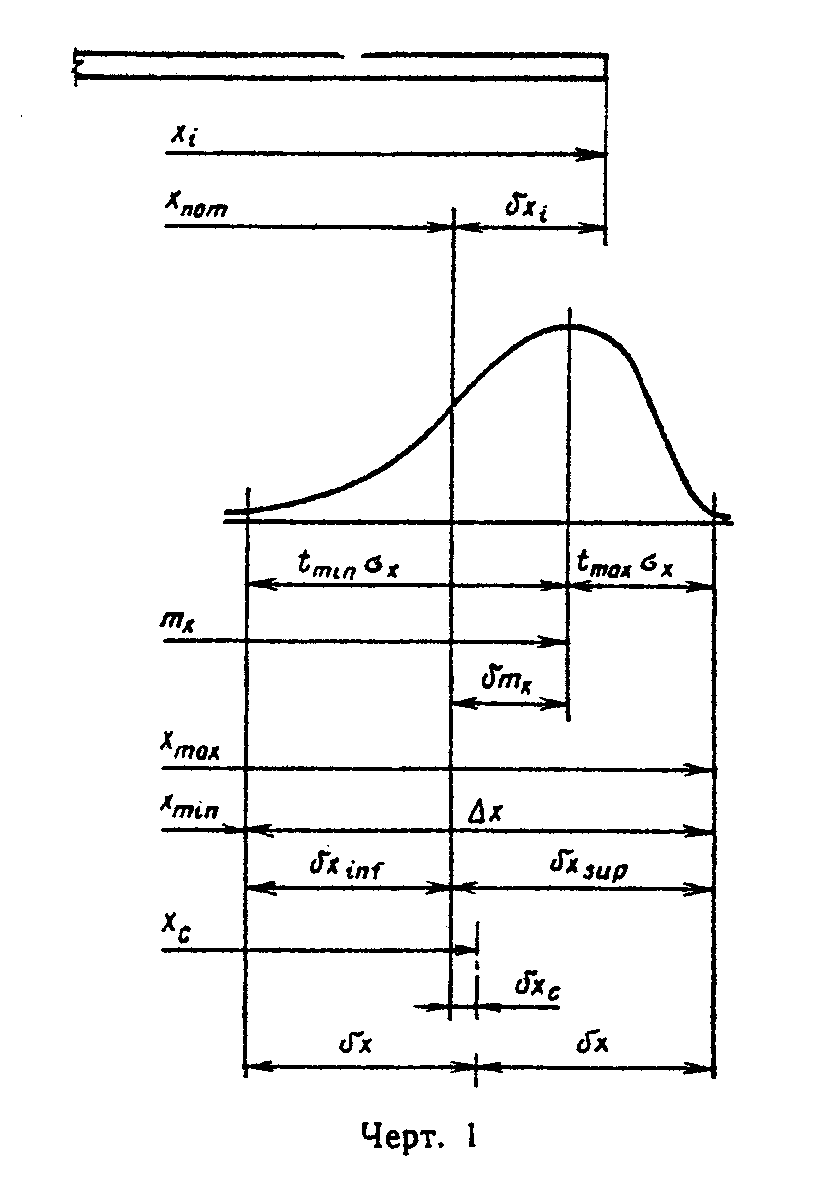 x_i
x_nom δx_i
t_min σ_x t_max σ_x
m_x
δm_x
x_max
x_min Δx
δx_inf δx_sup
x_c
δx_c
δx δx
Черт. 1